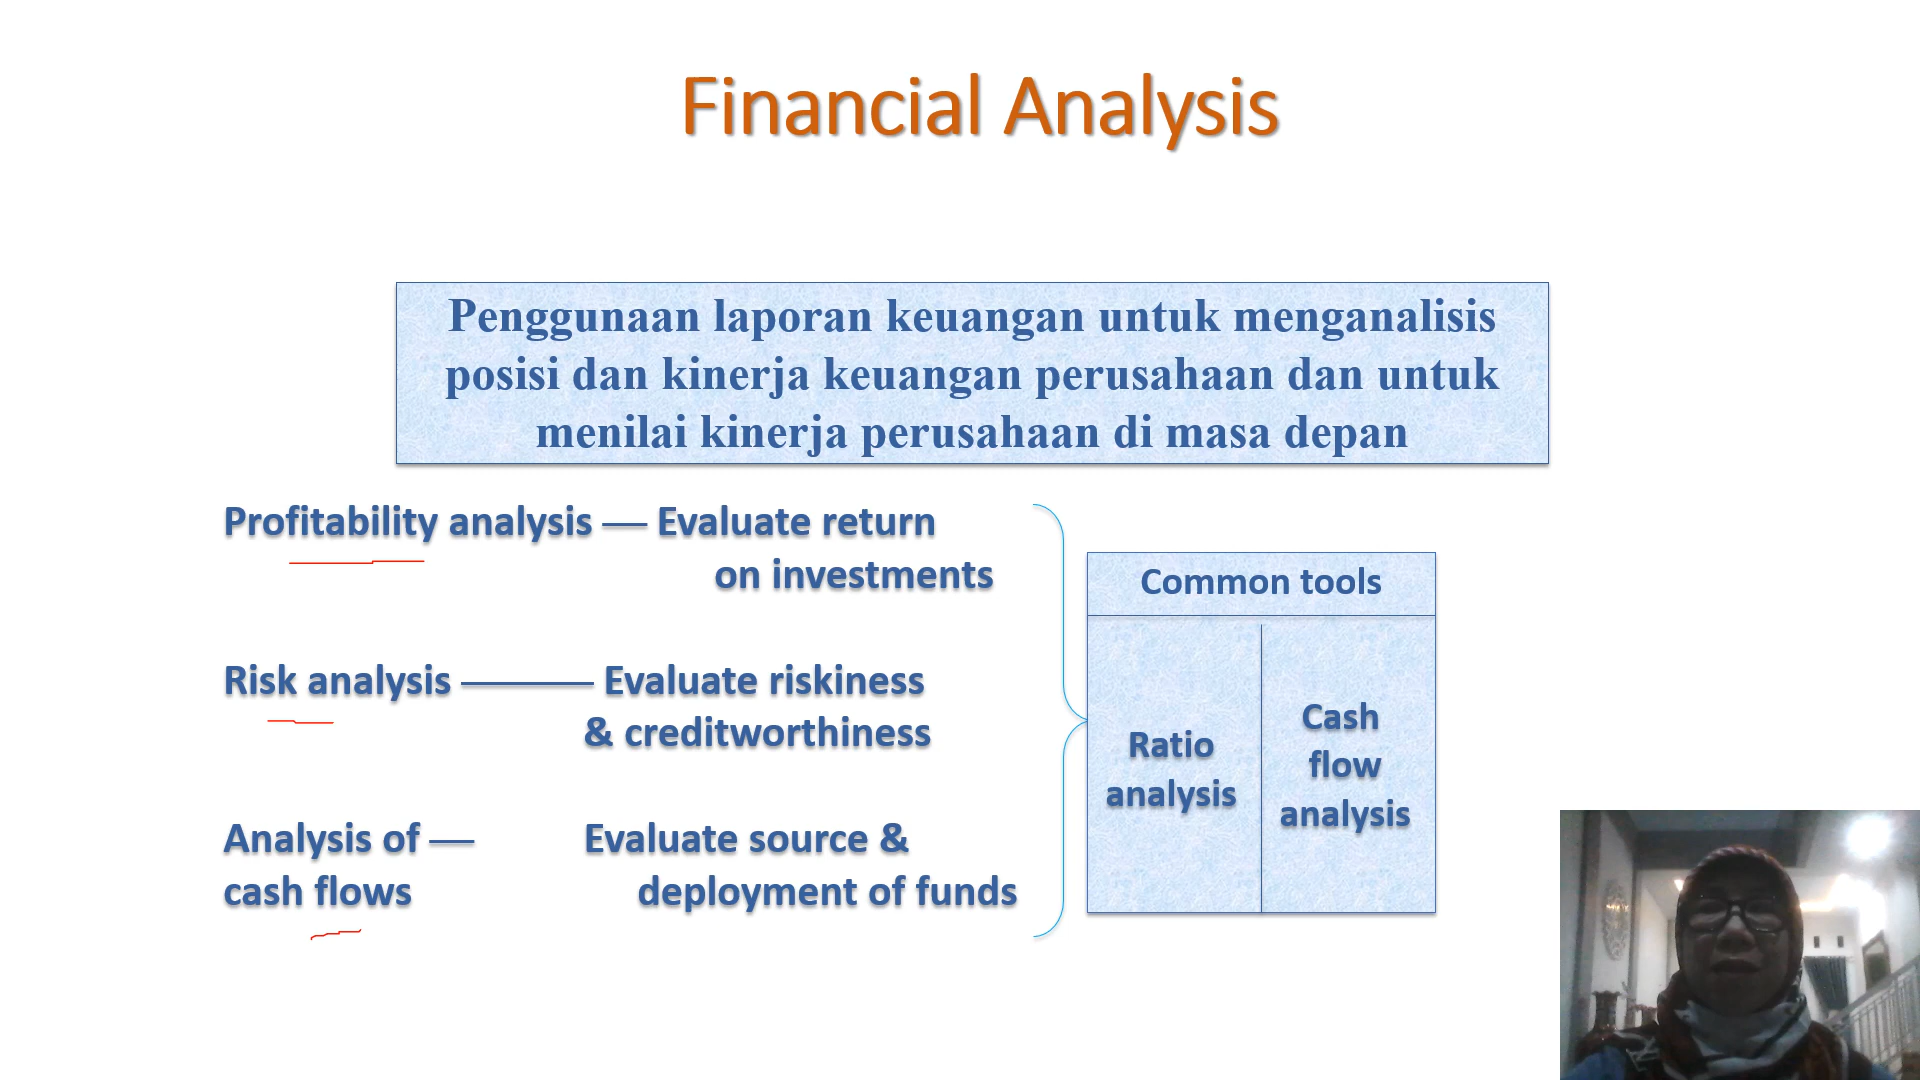 Financial Analysis
Penggunaan laporan keuangan untuk menganalisis
posisi dan kinerja keuangan perusahaan dan untuk
menilai kinerja perusahaan di masa depan
Profitability analysis — Evaluate return
on investments
Risk analysis ——— Evaluate riskiness
& creditworthiness
Analysis of — Evaluate source &
cash flows deployment of funds
Common tools
Ratio
analysis
Cash
flow
analysis